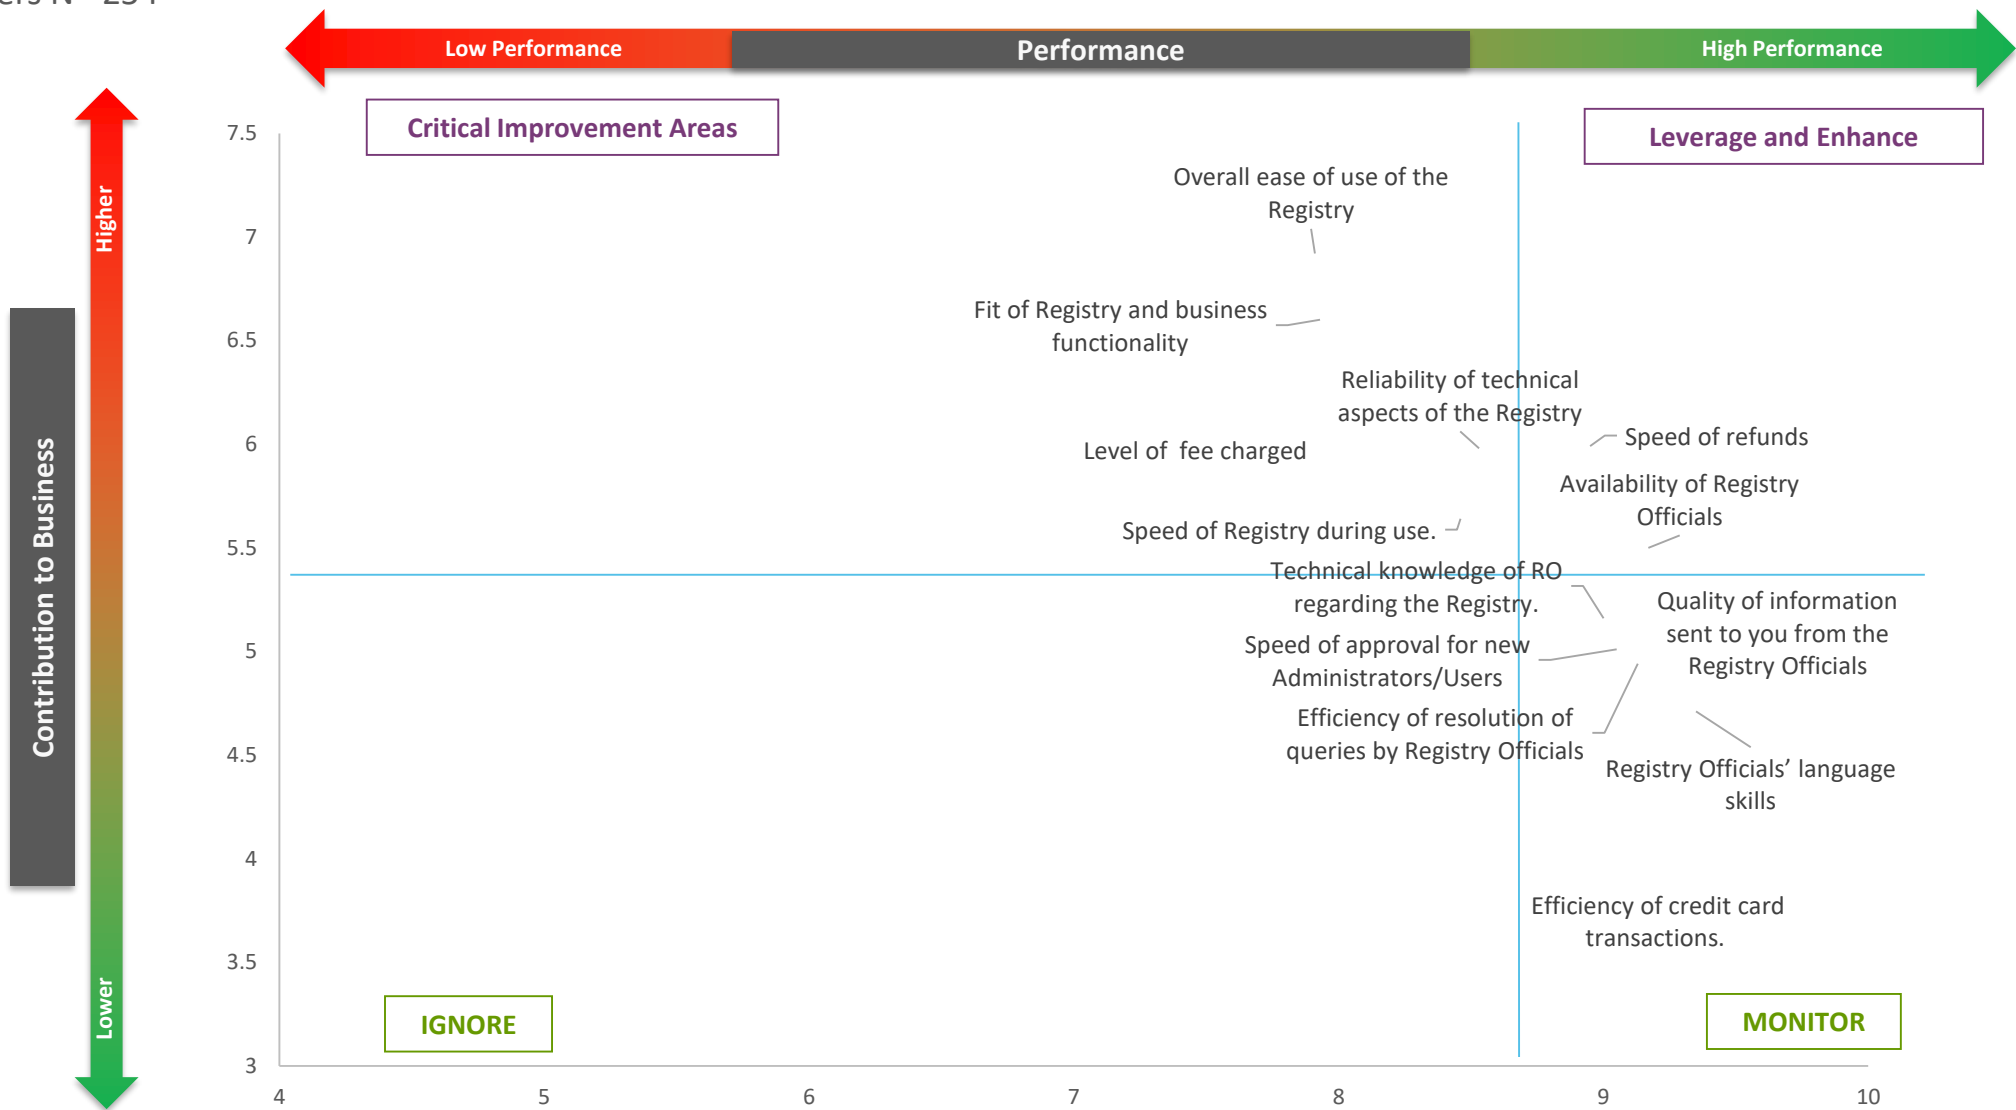 Low Performance
Performance
High Performance
Critical Improvement Areas
Leverage and Enhance
Higher
Contribution to Business
Lower
7.5
7
6.5
6
5.5
5
4.5
4
3.5
3
Overall ease of use of the
Registry
Fit of Registry and business
functionality
Reliability of technical
aspects of the Registry
Level of fee charged
Speed of refunds
Availability of Registry
Officials
Speed of Registry during use.
Technical knowledge of RO
regarding the Registry.
Quality of information
sent to you from the
Registry Officials
Speed of approval for new
Administrators/Users
Efficiency of resolution of
queries by Registry Officials
Registry Officials’ language
skills
Efficiency of credit card
transactions.
IGNORE
MONITOR
4
5
6
7
8
9
10